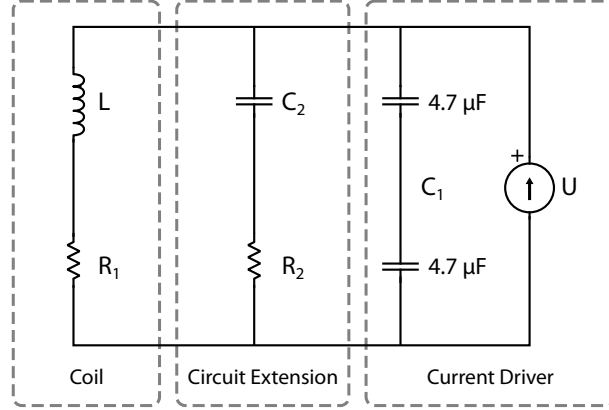 L
C₂
4.7 µF
C₁
+
U
R₁
R₂
4.7 µF
Coil
Circuit Extension
Current Driver